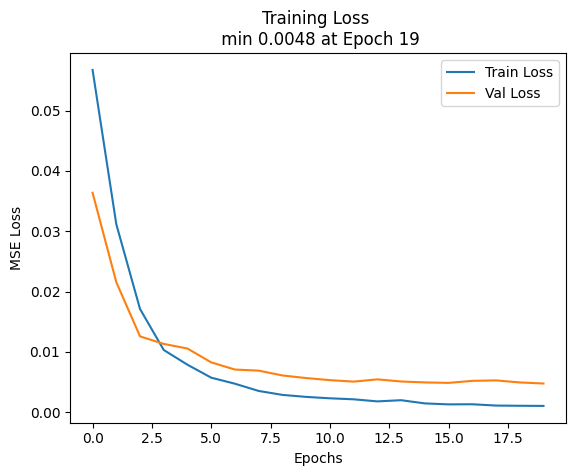 Training Loss
min 0.0048 at Epoch 19
Train Loss
Val Loss
0.05
0.04
0.03
0.02
0.01
0.00
MSE Loss
0.0 2.5 5.0 7.5 10.0 12.5 15.0 17.5
Epochs